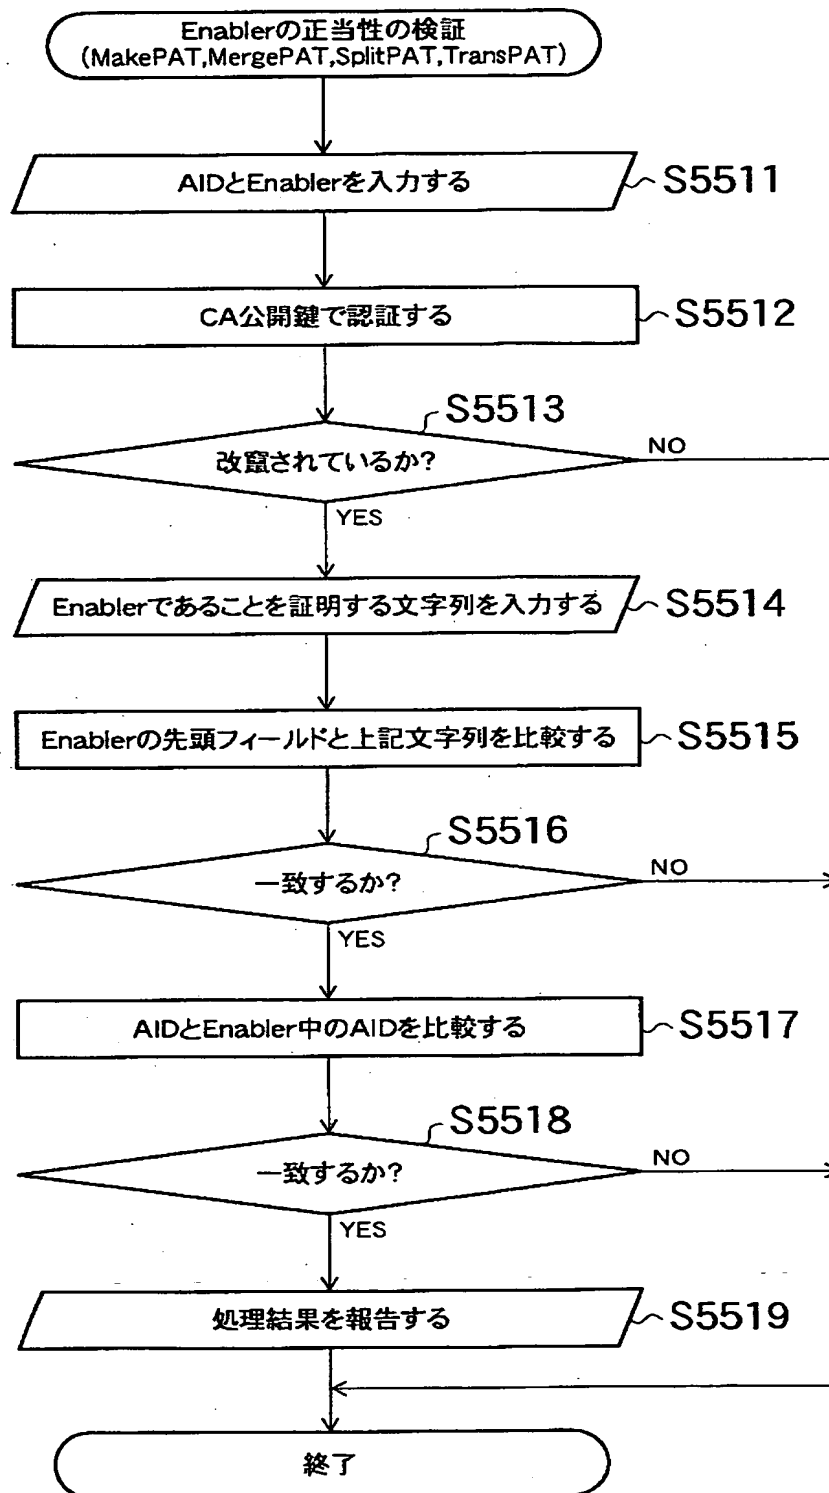 Enablerの正当性の検証
(MakePAT,MergePAT,SplitPAT,TransPAT)
AIDとEnablerを入力する
S5511
CA公開鍵で認証する
S5512
S5513
改竄されているか?
NO
YES
Enablerであることを証明する文字列を入力する
S5514
Enablerの先頭フィールドと上記文字列を比較する
S5515
S5516
一致するか?
NO
YES
AIDとEnabler中のAIDを比較する
S5517
S5518
一致するか?
NO
YES
処理結果を報告する
S5519
終了